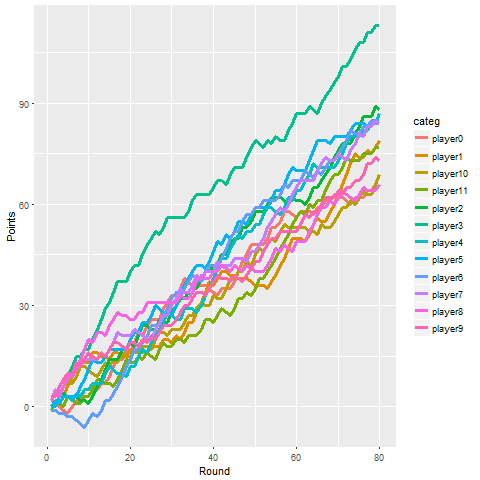 Points
90
60
30
0
0
20
40
60
80
Round
categ
player0
player1
player10
player11
player2
player3
player4
player5
player6
player7
player8
player9